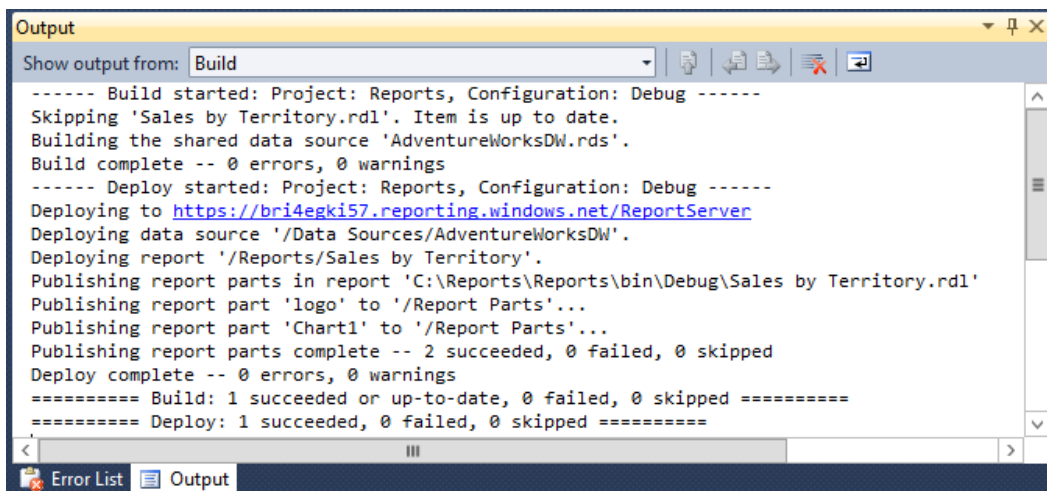 Output
Show output from: Build
------ Build started: Project: Reports, Configuration: Debug ------
Skipping 'Sales by Territory.rdl'. Item is up to date.
Building the shared data source 'AdventureWorksDW.rds'.
Build complete -- 0 errors, 0 warnings
------ Deploy started: Project: Reports, Configuration: Debug ------
Deploying to https://bri4egki57.reporting.windows.net/ReportServer
Deploying data source '/Data Sources/AdventureWorksDW'.
Deploying report '/Reports/Sales by Territory'.
Publishing report parts in report 'C:\Reports\Reports\bin\Debug\Sales by Territory.rdl'
Publishing report part 'logo' to '/Report Parts'...
Publishing report part 'Chart1' to '/Report Parts'...
Publishing report parts complete -- 2 succeeded, 0 failed, 0 skipped
Deploy complete -- 0 errors, 0 warnings
========== Build: 1 succeeded or up-to-date, 0 failed, 0 skipped ==========
========== Deploy: 1 succeeded, 0 failed, 0 skipped ==========
Error List Output